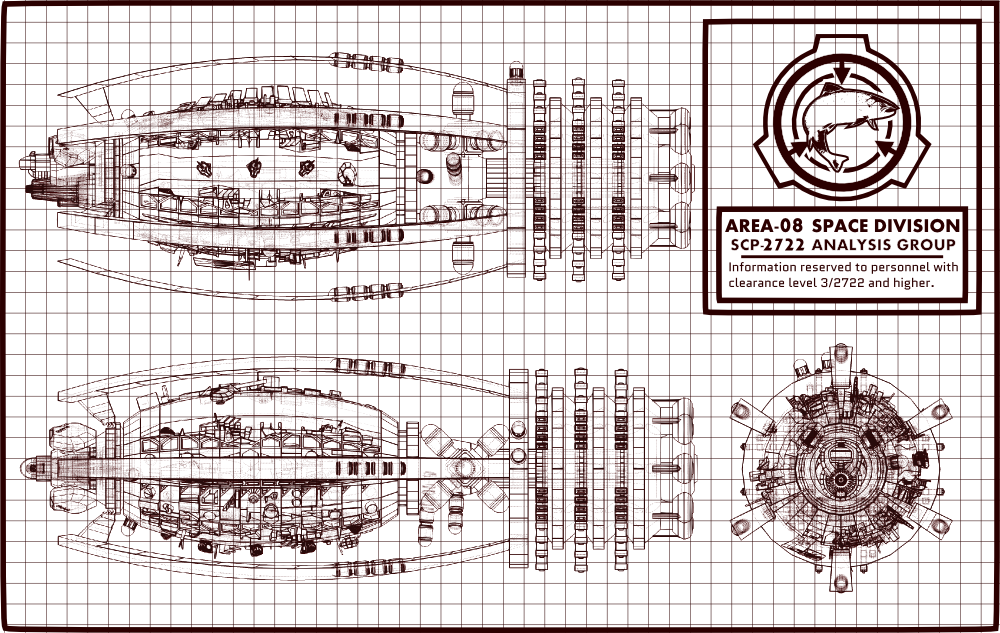 AREA-08 SPACE DIVISION
SCP-2722 ANALYSIS GROUP
Information reserved to personnel with
clearance level 3/2722 and higher.